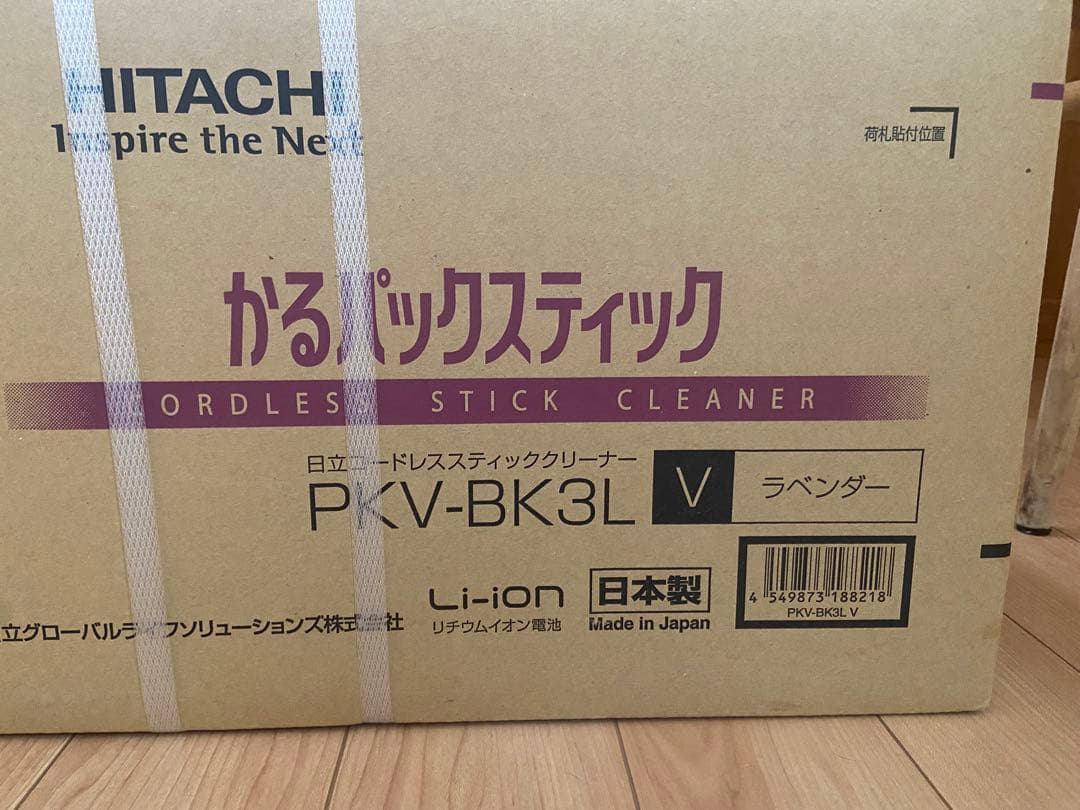 HITACHI
Inspire the Next
荷札貼付位置
かるパックスティック
CORDLESS STICK CLEANER
日立コードレススティッククリーナー
PKV-BK3L V ラベンダー
Li-ion
リチウムイオン電池
日本製
Made in Japan
4 549873 188218
PKV-BK3L V
立グローバルライフソリューションズ株式会社